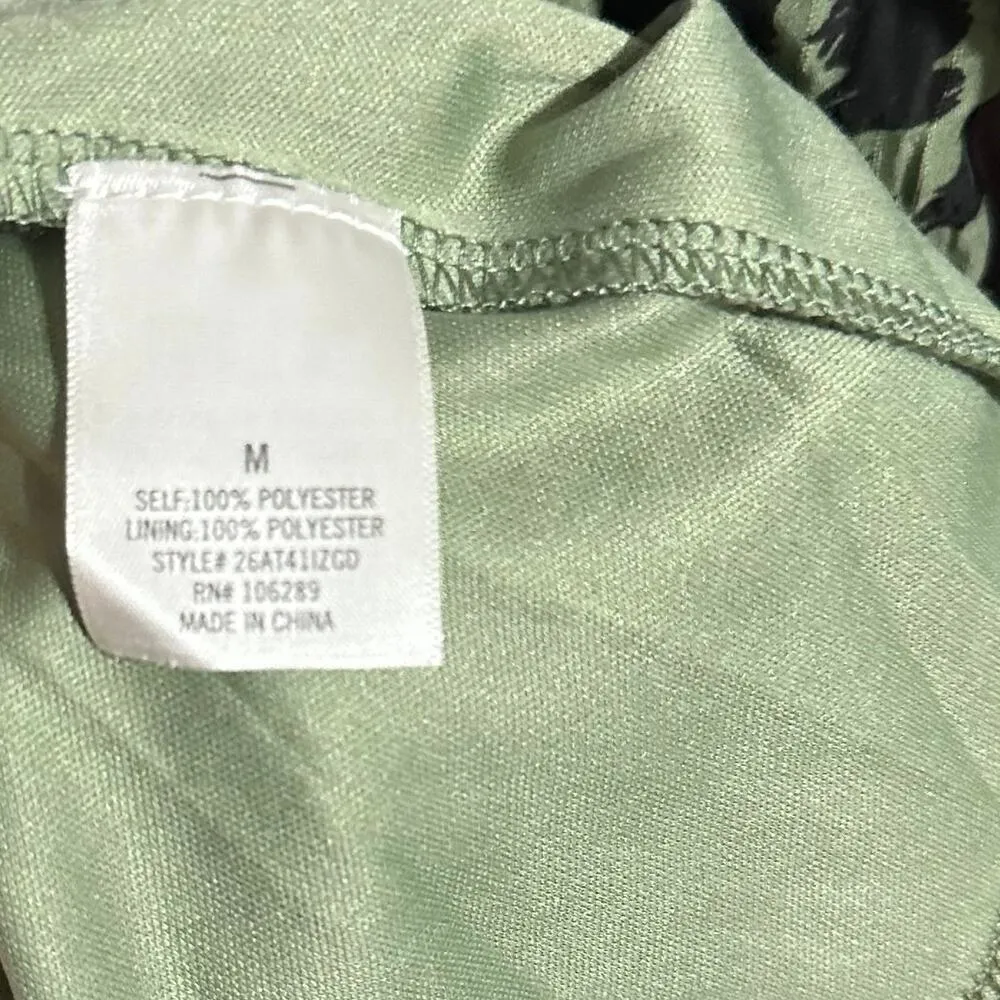 M
SELF:100% POLYESTER
LINING:100% POLYESTER
STYLE# 26AT41IZGD
RN# 106289
MADE IN CHINA